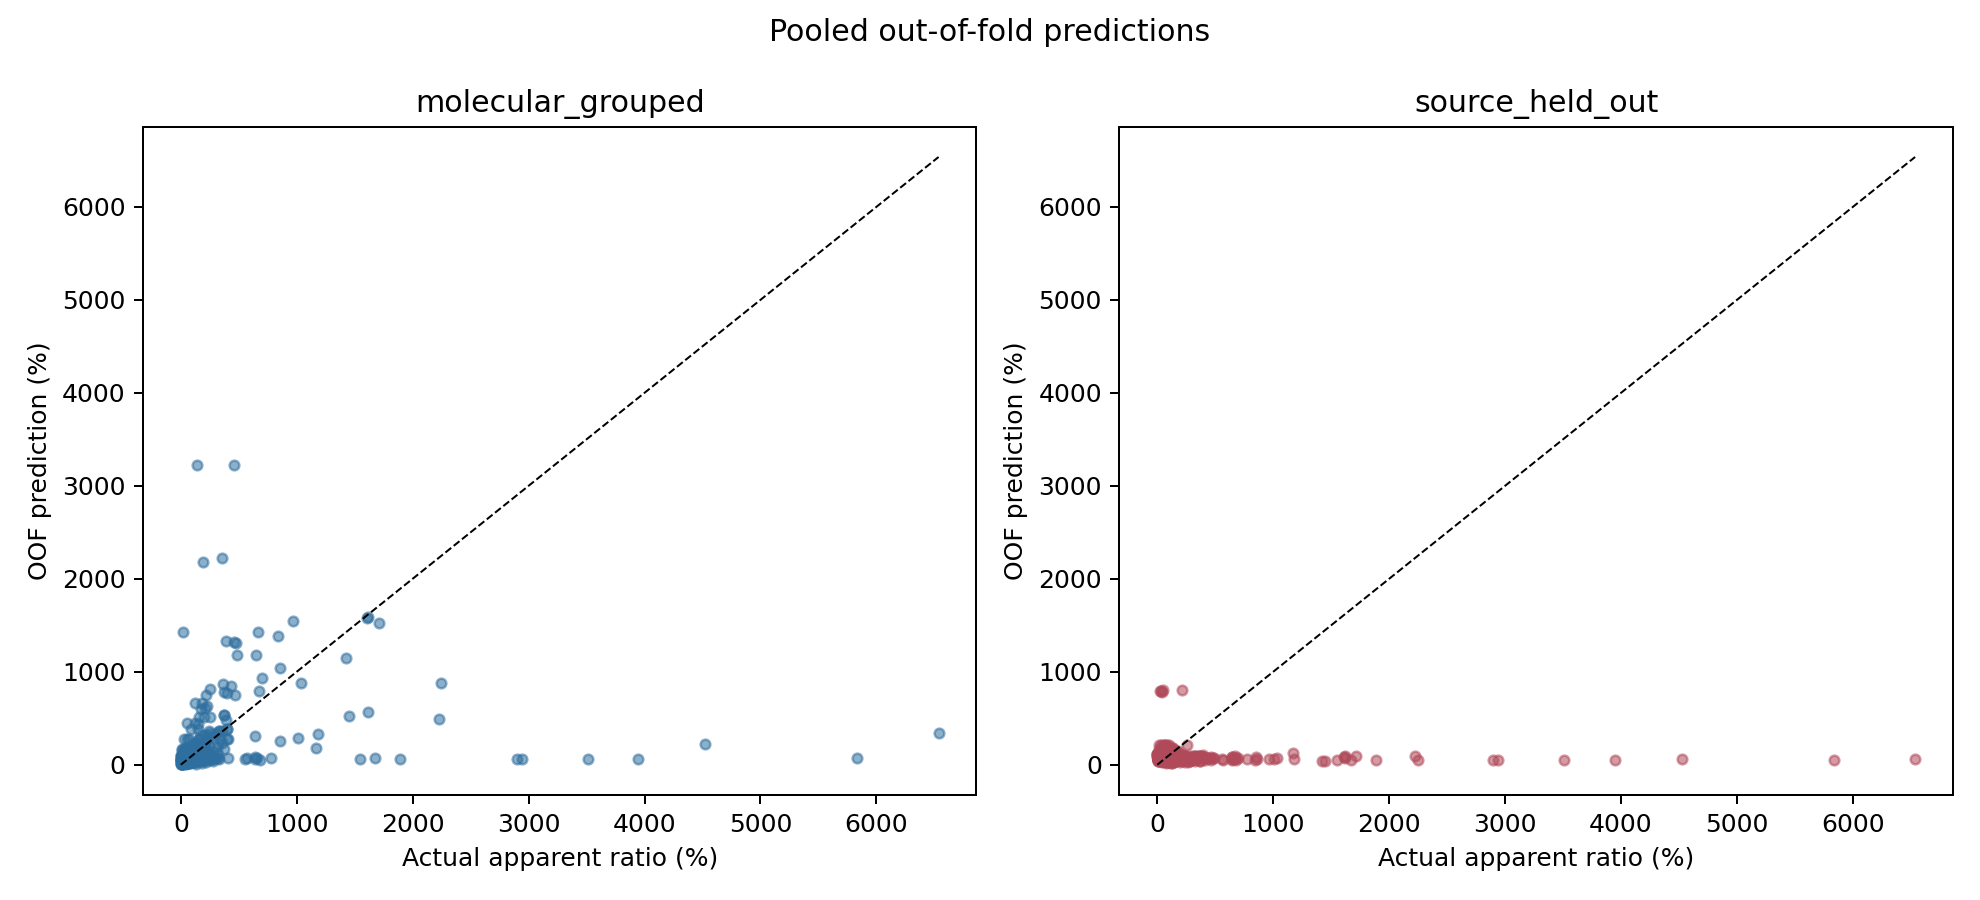 Pooled out-of-fold predictions
molecular_grouped
OOF prediction (%)
6000
5000
4000
3000
2000
1000
0
0 1000 2000 3000 4000 5000 6000
Actual apparent ratio (%)
source_held_out
OOF prediction (%)
6000
5000
4000
3000
2000
1000
0
0 1000 2000 3000 4000 5000 6000
Actual apparent ratio (%)